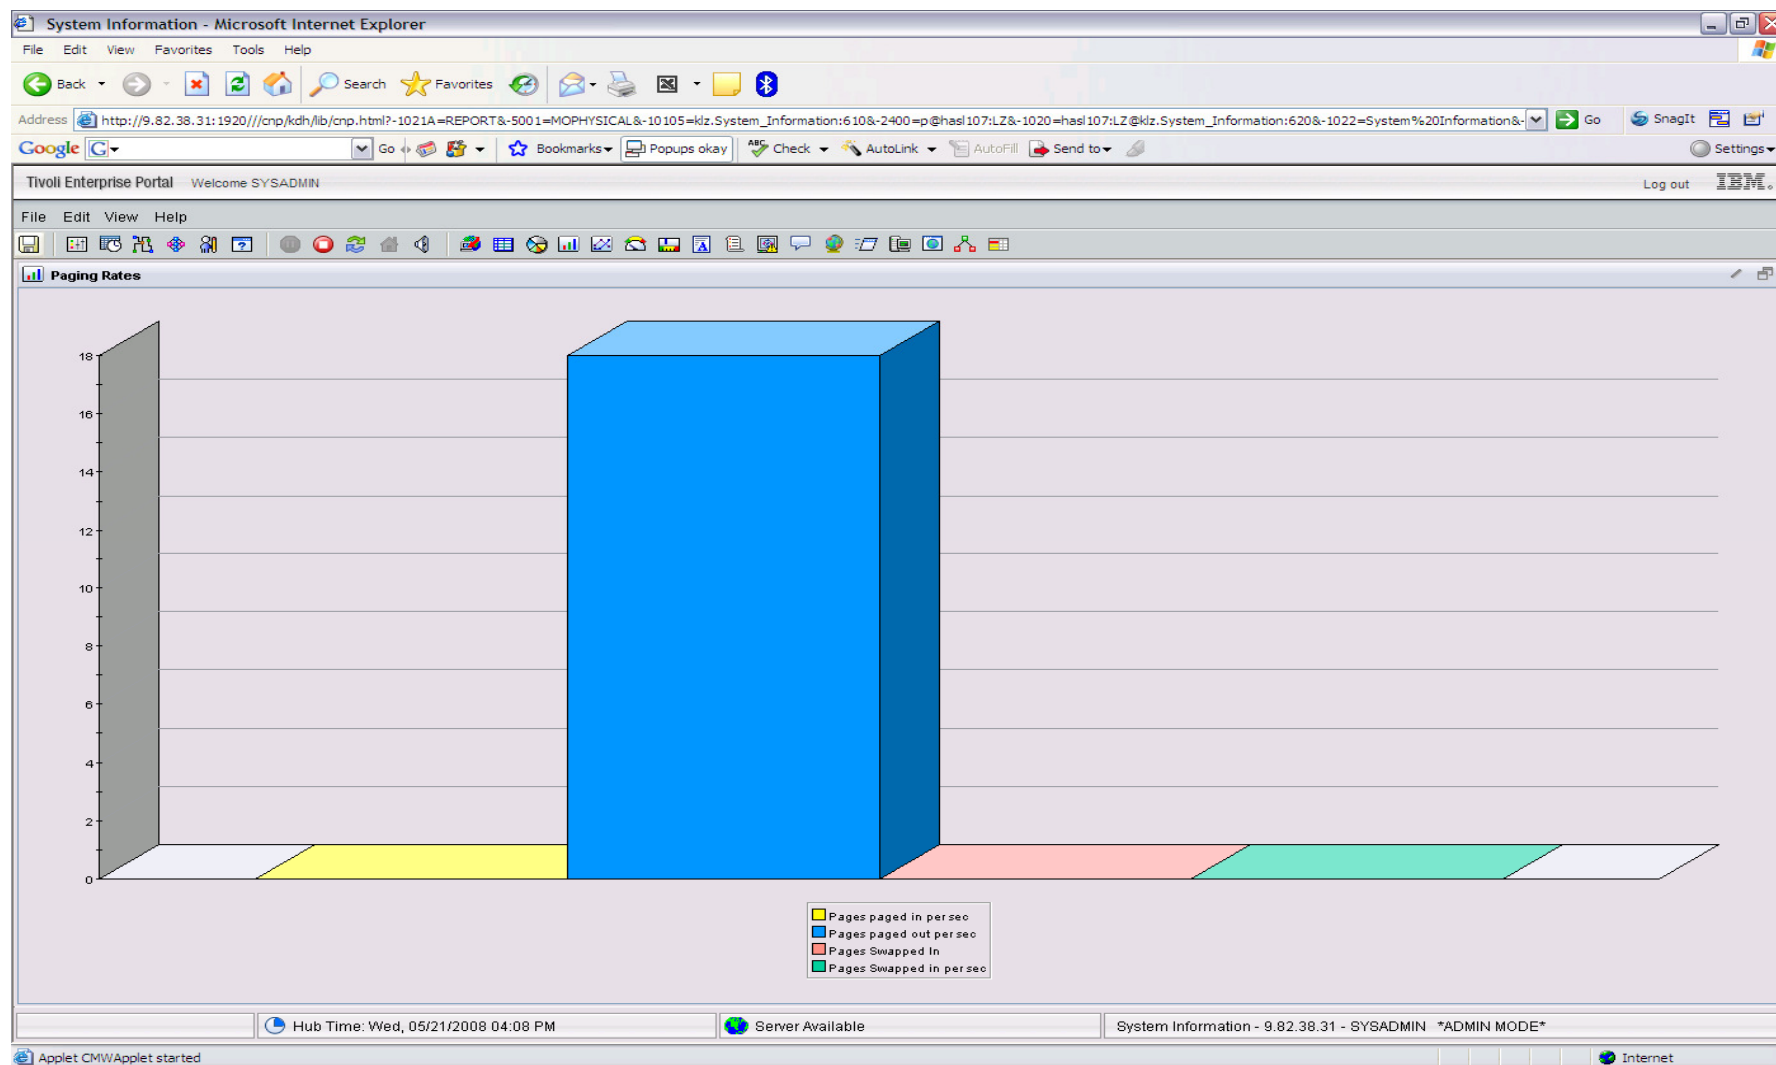 System Information - Microsoft Internet Explorer
File Edit View Favorites Tools Help
Back Search Favorites
Address http://9.82.38.31:1920///cnp/kdh/lib/cnp.html?-1021A=REPORT&-5001=MOPHYSICAL&-10105=klz.System_Information:610&-2400=p@hasl107:LZ&-1020=hasl107:LZ@klz.System_Information:620&-1022=System%20Information&- Go SnagIt
Google G Go Bookmarks Popups okay ABC Check AutoLink AutoFill Send to Settings
Tivoli Enterprise Portal Welcome SYSADMIN Log out IBM
File Edit View Help
Paging Rates
18
16
14
12
10
8
6
4
2
0
Pages paged in per sec
Pages paged out per sec
Pages Swapped In
Pages Swapped in per sec
Hub Time: Wed, 05/21/2008 04:08 PM Server Available System Information - 9.82.38.31 - SYSADMIN *ADMIN MODE*
Applet CMWApplet started Internet